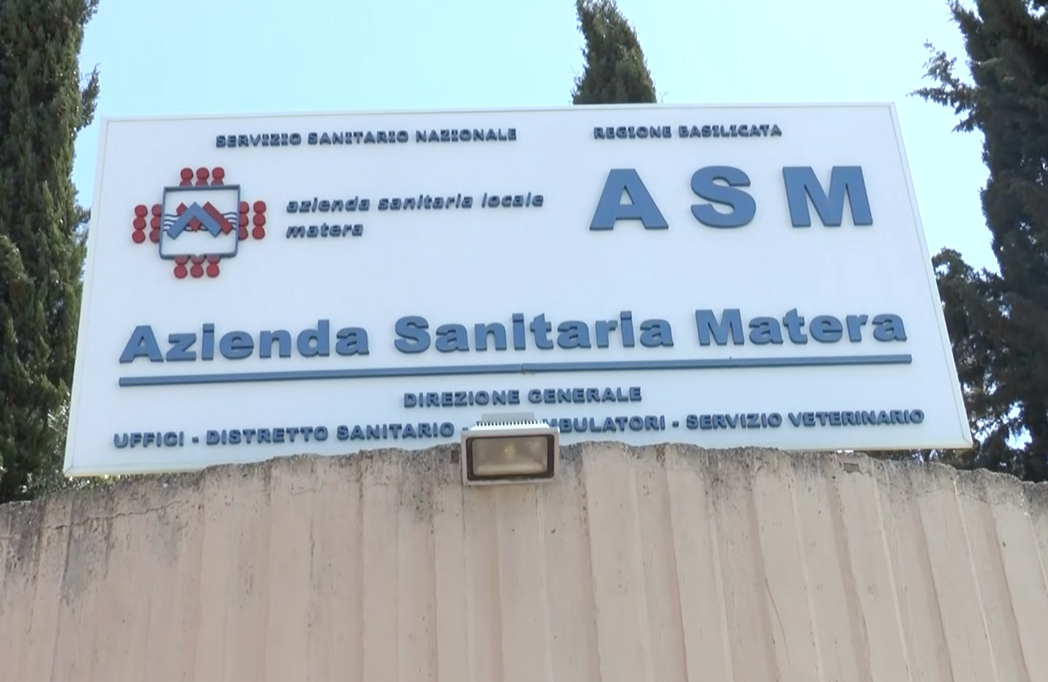 SERVIZIO SANITARIO NAZIONALE REGIONE BASILICATA
azienda sanitaria locale
matera
ASM
Azienda Sanitaria Matera
DIREZIONE GENERALE
UFFICI - DISTRETTO SANITARIO - - SERVIZIO VETERINARIO